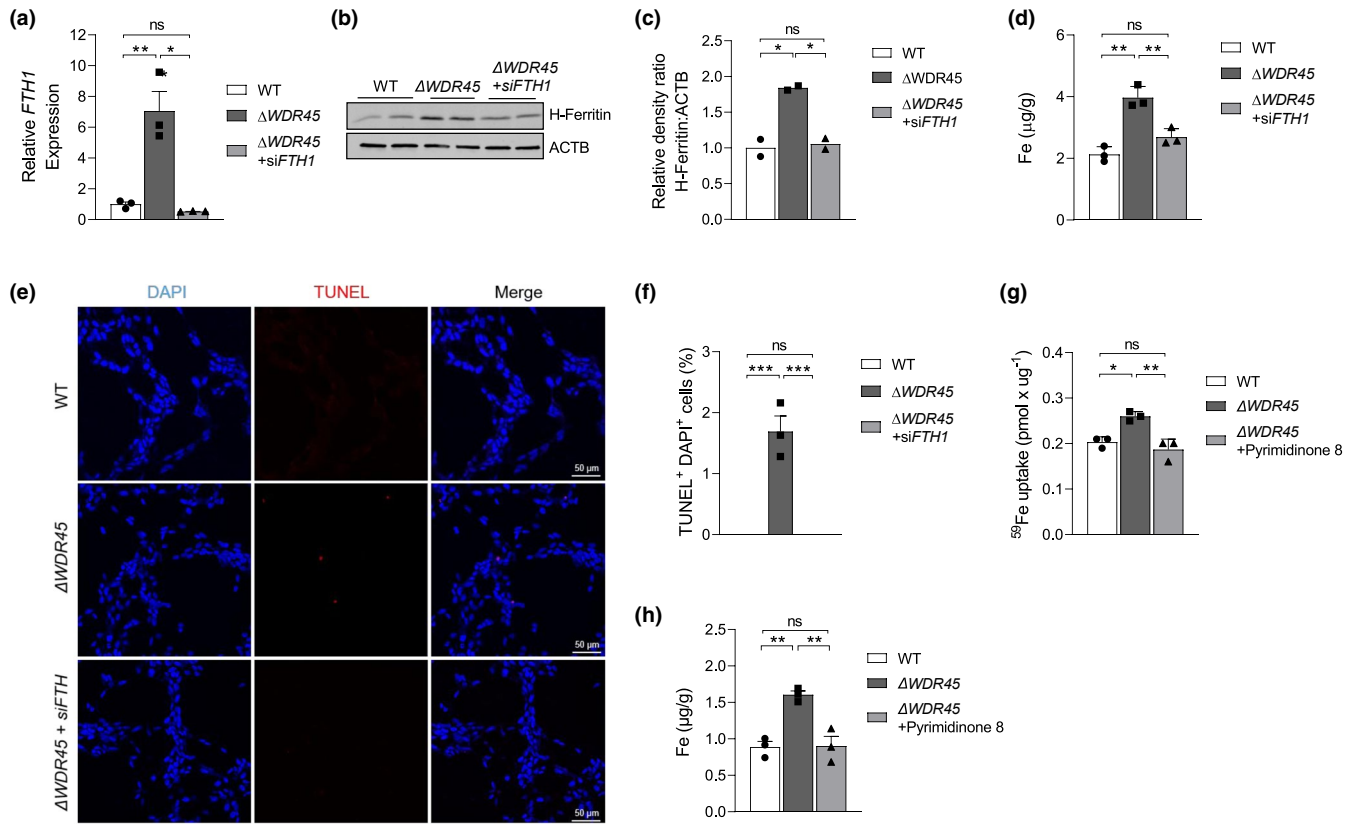 (a)
Relative FTH1
Expression
12
10
8
6
4
2
0
ns
** *
*
WT
ΔWDR45
ΔWDR45
+siFTH1
(b)
WT ΔWDR45 ΔWDR45
+siFTH1
H-Ferritin
ACTB
(c)
Relative density ratio
H-Ferritin:ACTB
2.5
2.0
1.5
1.0
0.5
0.0
ns
* *
WT
ΔWDR45
ΔWDR45
+siFTH1
(d)
Fe (µg/g)
6
4
2
0
ns
** **
WT
ΔWDR45
ΔWDR45
+siFTH1
(e)
DAPI TUNEL Merge
WT
50 µm
ΔWDR45
50 µm
ΔWDR45 + siFTH
50 µm
(f)
TUNEL+ DAPI+ cells (%)
3
2
1
0
ns
*** ***
WT
ΔWDR45
ΔWDR45
+siFTH1
(g)
59Fe uptake (pmol x ug-1)
0.4
0.3
0.2
0.1
0.0
ns
* **
WT
ΔWDR45
ΔWDR45
+Pyrimidinone 8
(h)
Fe (µg/g)
2.5
2.0
1.5
1.0
0.5
0.0
ns
** **
WT
ΔWDR45
ΔWDR45
+Pyrimidinone 8